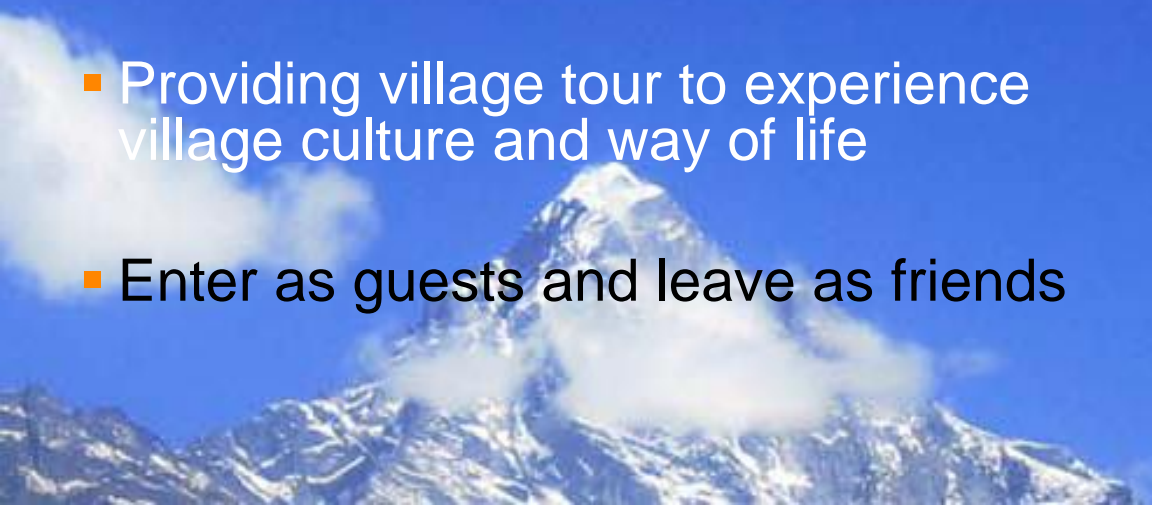 ▪ Providing village tour to experience
village culture and way of life
▪ Enter as guests and leave as friends